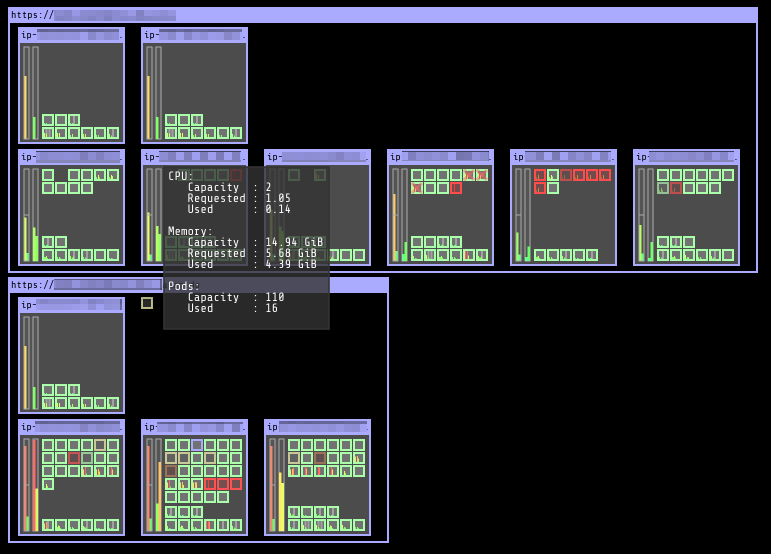 https://
ip-
ip-
ip-
ip-
ip-
ip-
ip-
ip-
CPU:
Capacity : 2
Requested : 1.05
Used : 0.14
Memory:
Capacity : 14.94 GiB
Requested : 5.68 GiB
Used : 4.39 GiB
Pods:
Capacity : 110
Used : 16
https://
ip-
ip-
ip-
ip-